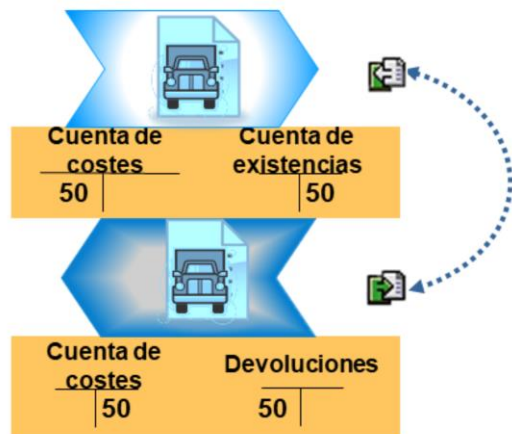 Cuenta de costes
Cuenta de existencias
50
50
Cuenta de costes
Devoluciones
50
50